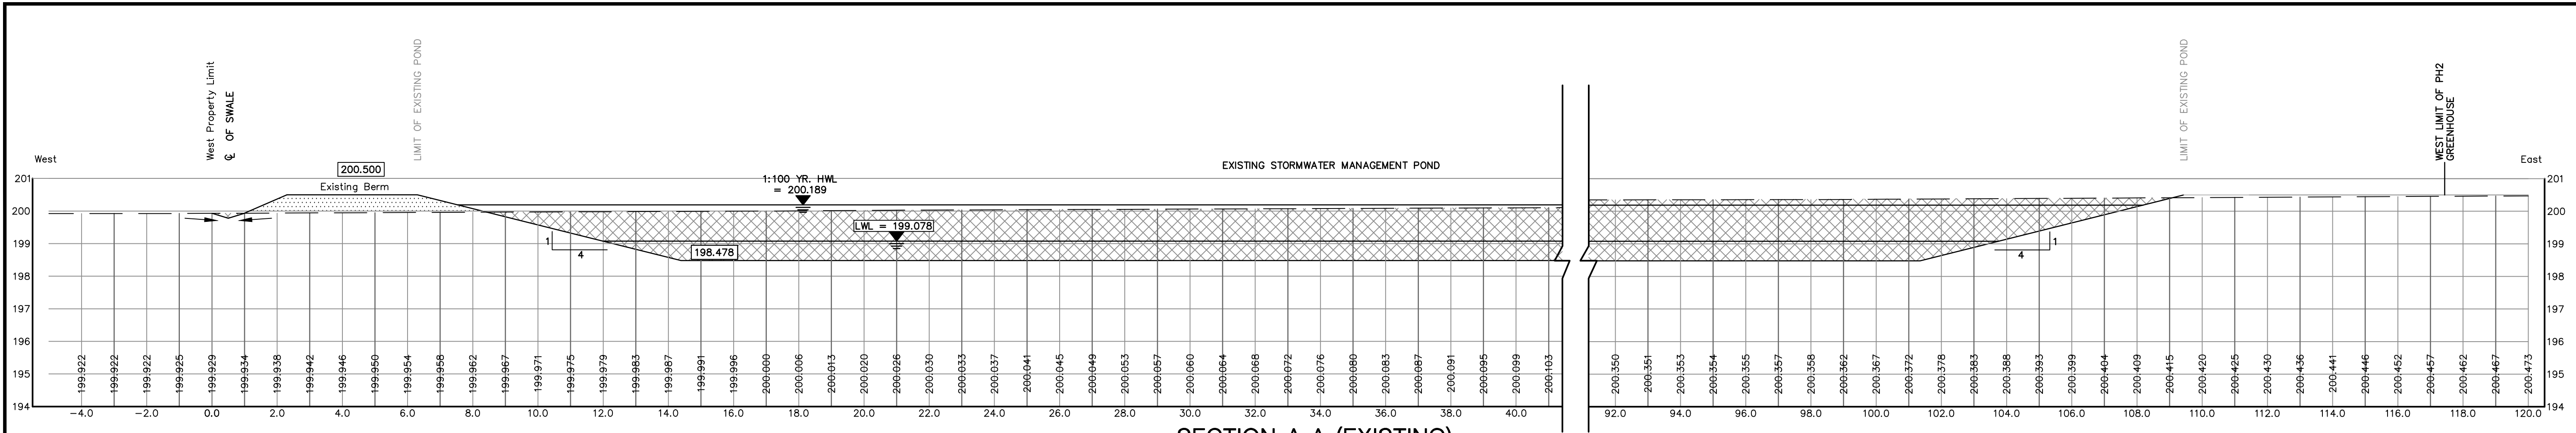 West Property Limit
℄ OF SWALE
LIMIT OF EXISTING POND
LIMIT OF EXISTING POND
WEST LIMIT OF PH2
GREENHOUSE
West
East
200.500
Existing Berm
1:100 YR. HWL
= 200.189
EXISTING STORMWATER MANAGEMENT POND
LWL = 199.078
198.478
1
4
1
4
201
200
199
198
197
196
195
194
201
200
199
198
197
196
195
194
199.922 199.922 199.922 199.925 199.929 199.934 199.938 199.942 199.946 199.950 199.954 199.958 199.962 199.967 199.971 199.975 199.979 199.983 199.987 199.991 199.996 200.000 200.006 200.013 200.020 200.026 200.030 200.033 200.037 200.041 200.045 200.049 200.053 200.057 200.060 200.064 200.068 200.072 200.076 200.080 200.083 200.087 200.091 200.095 200.099 200.103 200.350 200.351 200.353 200.354 200.355 200.357 200.358 200.362 200.367 200.372 200.378 200.383 200.388 200.393 200.399 200.404 200.409 200.415 200.420 200.425 200.430 200.436 200.441 200.446 200.452 200.457 200.462 200.467 200.473
-4.0 -2.0 0.0 2.0 4.0 6.0 8.0 10.0 12.0 14.0 16.0 18.0 20.0 22.0 24.0 26.0 28.0 30.0 32.0 34.0 36.0 38.0 40.0 92.0 94.0 96.0 98.0 100.0 102.0 104.0 106.0 108.0 110.0 112.0 114.0 116.0 118.0 120.0
SECTION A-A (EXISTING)